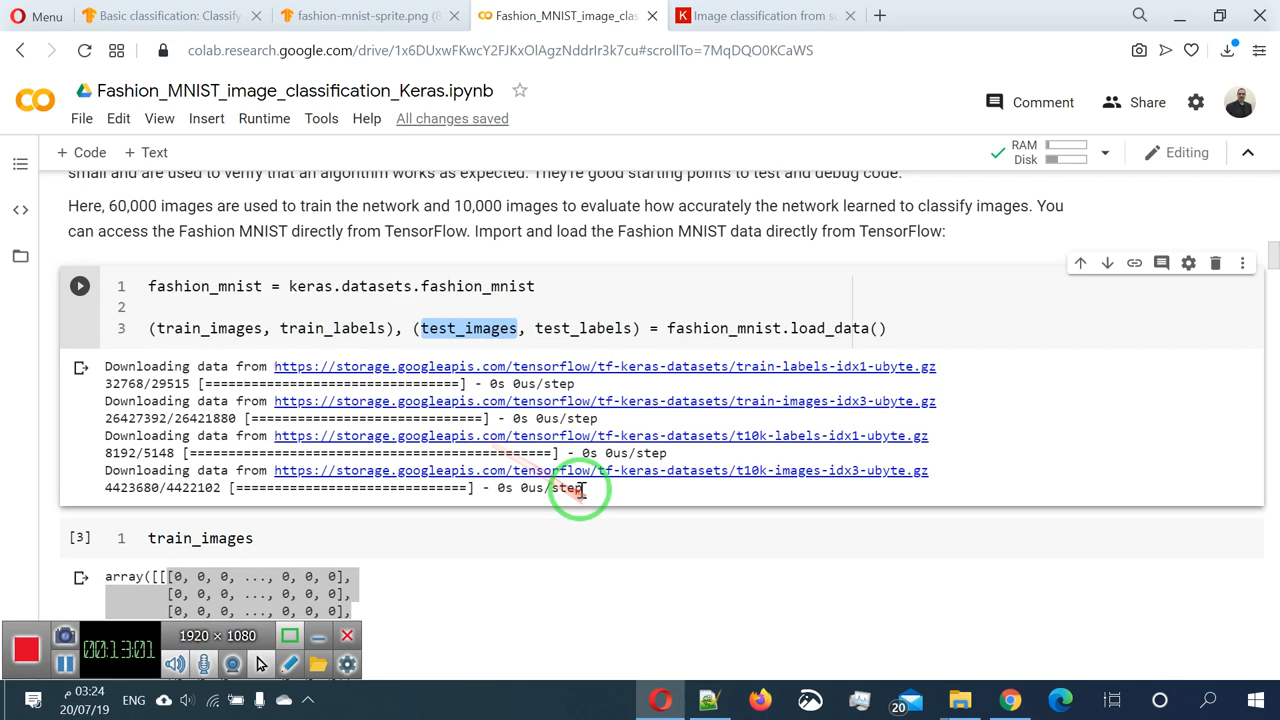 Menu
Basic classification: Classify
fashion-mnist-sprite.png (8
Fashion_MNIST_image_clas
Image classification from s
colab.research.google.com/drive/1x6DUxwFKwcY2FJKxOlAgzNddrIr3k7cu#scrollTo=7MqDQO0KCaWS
Fashion_MNIST_image_classification_Keras.ipynb
Comment
Share
File Edit View Insert Runtime Tools Help All changes saved
+ Code + Text
RAM
Disk
Editing
small and are used to verify that an algorithm works as expected. They're good starting points to test and debug code.
Here, 60,000 images are used to train the network and 10,000 images to evaluate how accurately the network learned to classify images. You
can access the Fashion MNIST directly from TensorFlow. Import and load the Fashion MNIST data directly from TensorFlow:
1 fashion_mnist = keras.datasets.fashion_mnist
2
3 (train_images, train_labels), (test_images, test_labels) = fashion_mnist.load_data()
Downloading data from https://storage.googleapis.com/tensorflow/tf-keras-datasets/train-labels-idx1-ubyte.gz
32768/29515 [================================] - 0s 0us/step
Downloading data from https://storage.googleapis.com/tensorflow/tf-keras-datasets/train-images-idx3-ubyte.gz
26427392/26421880 [==============================] - 0s 0us/step
Downloading data from https://storage.googleapis.com/tensorflow/tf-keras-datasets/t10k-labels-idx1-ubyte.gz
8192/5148 [===============================================] - 0s 0us/step
Downloading data from https://storage.googleapis.com/tensorflow/tf-keras-datasets/t10k-images-idx3-ubyte.gz
4423680/4422102 [==============================] - 0s 0us/step
[3] 1 train_images
array([[[0, 0, 0, ..., 0, 0, 0],
[0, 0, 0, ..., 0, 0, 0],
[0, 0, 0, ..., 0, 0, 0],
00:13:01
1920 × 1080
ENG
03:24 م
20/07/19
20